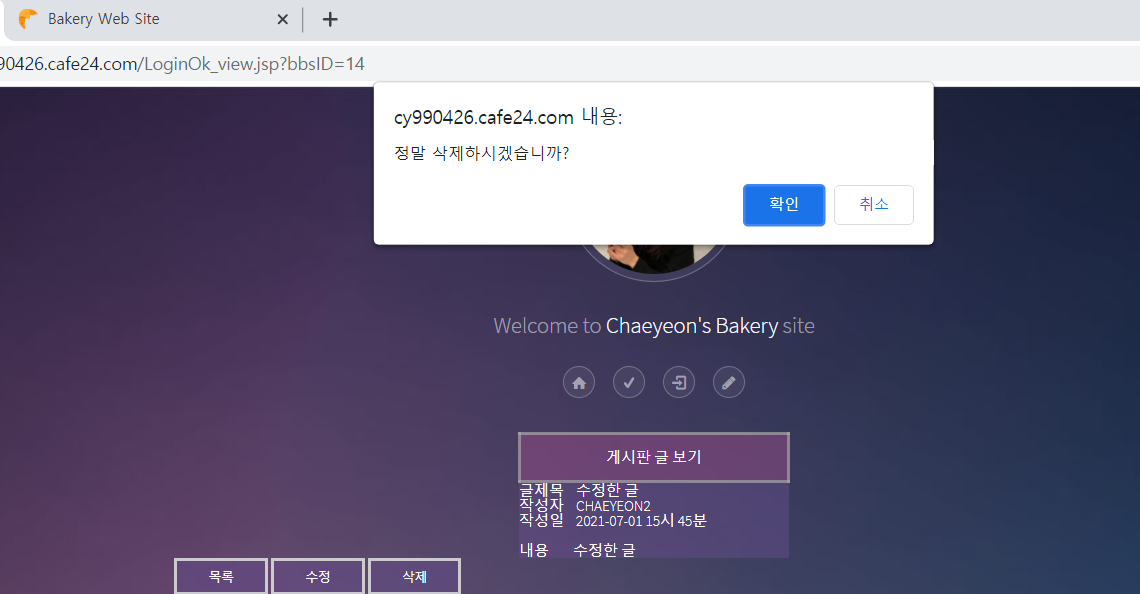 Bakery Web Site
90426.cafe24.com/LoginOk_view.jsp?bbsID=14
cy990426.cafe24.com 내용:
정말 삭제하시겠습니까?
확인 취소
Welcome to Chaeyeon's Bakery site
게시판 글 보기
글제목 수정한 글
작성자 CHAEYEON2
작성일 2021-07-01 15시 45분
내용 수정한 글
목록 수정 삭제